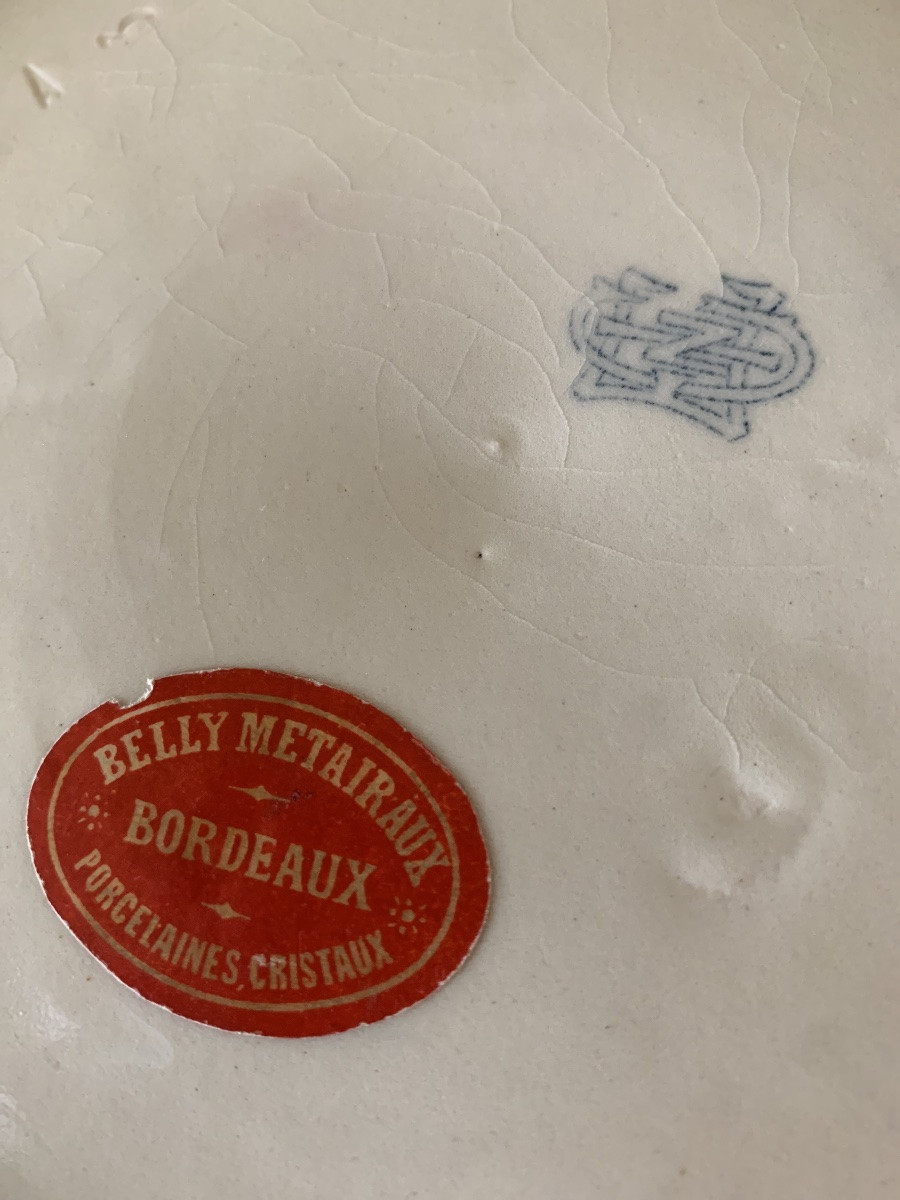 BELLY METAIRAUX
BORDEAUX
PORCELAINES, CRISTAUX